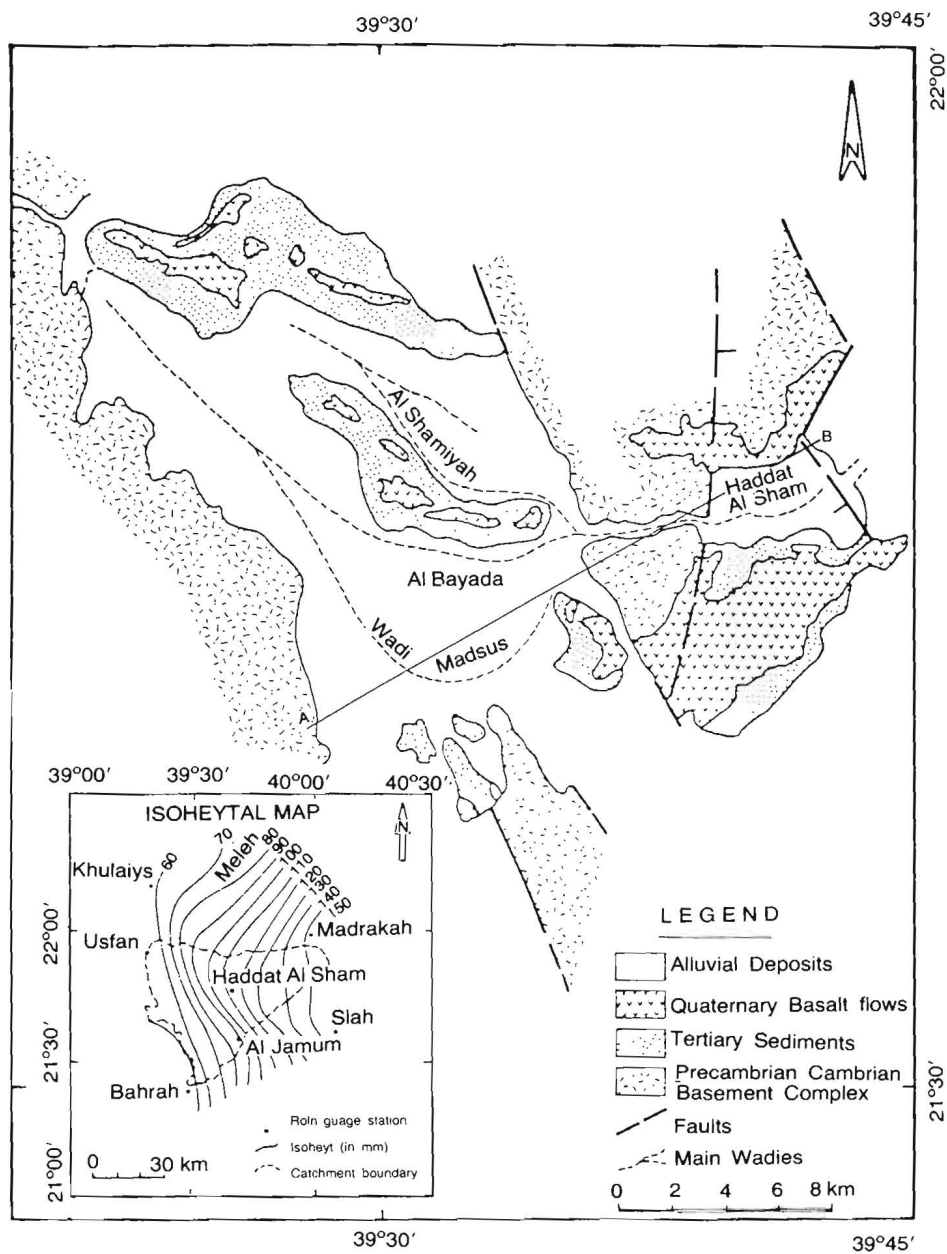 39°30′
39°45′
22°00′
N
A
Al Shamiyah
B
Haddat
Al Sham
Al Bayada
Wadi
Madsus
A
39°00′
39°30′
40°00′
40°30′
ISOHEYTAL MAP
N
60
70
Meleh
80
90
100
110
120
130
140
150
Khulaiys
Madrakah
22°00′
Usfan
Haddat Al Sham
Slah
Al Jamum
21°30′
Bahrah
Roln guage station
Isoheyt (in mm)
Catchment boundary
0 30 km
21°00′
LEGEND
Alluvial Deposits
Quaternary Basalt flows
Tertiary Sediments
Precambrian Cambrian
Basement Complex
Faults
Main Wadies
0 2 4 6 8 km
21°30′
39°30′
39°45′